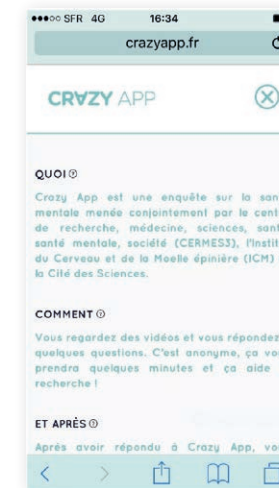 SFR 4G 16:34
crazyapp.fr
CRAZY APP
QUOI ?
Crazy App est une enquête sur la san
mentale menée conjointement par le cent
de recherche, médecine, sciences, sant
santé mentale, société (CERMES3), l'Instit
du Cerveau et de la Moelle épinière (ICM)
la Cité des Sciences.
COMMENT ?
Vous regardez des vidéos et vous répondez
quelques questions. C'est anonyme, ça vo
prendra quelques minutes et ça aide
recherche !
ET APRÈS ?
Après avoir répondu à Crazy App, vo